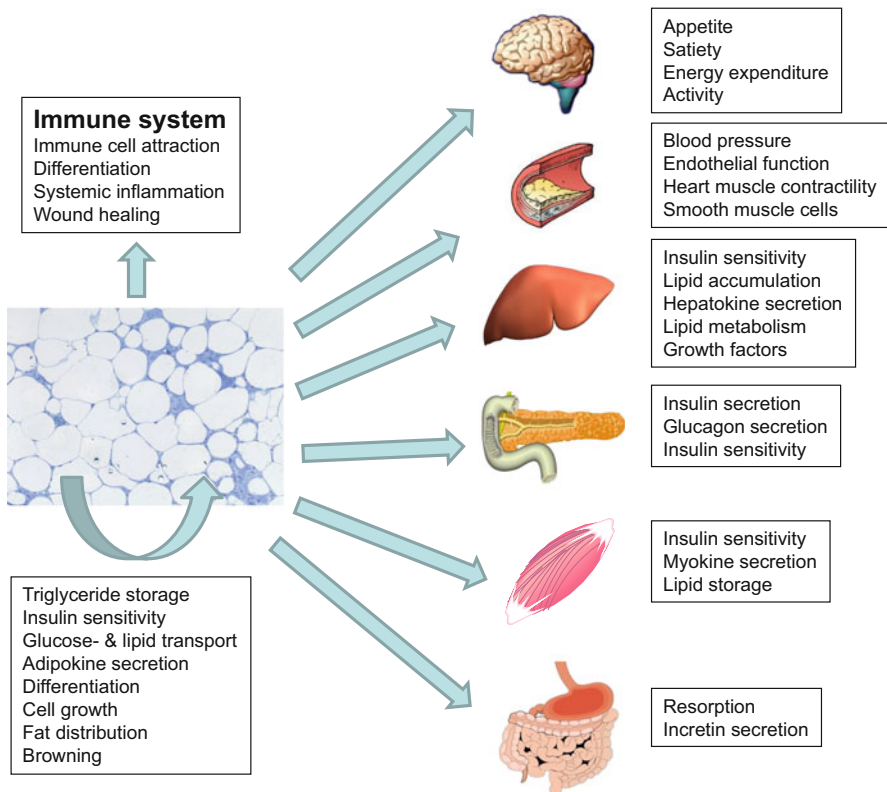 Immune system
Immune cell attraction
Differentiation
Systemic inflammation
Wound healing
Triglyceride storage
Insulin sensitivity
Glucose- & lipid transport
Adipokine secretion
Differentiation
Cell growth
Fat distribution
Browning
Appetite
Satiety
Energy expenditure
Activity
Blood pressure
Endothelial function
Heart muscle contractility
Smooth muscle cells
Insulin sensitivity
Lipid accumulation
Hepatokine secretion
Lipid metabolism
Growth factors
Insulin secretion
Glucagon secretion
Insulin sensitivity
Insulin sensitivity
Myokine secretion
Lipid storage
Resorption
Incretin secretion